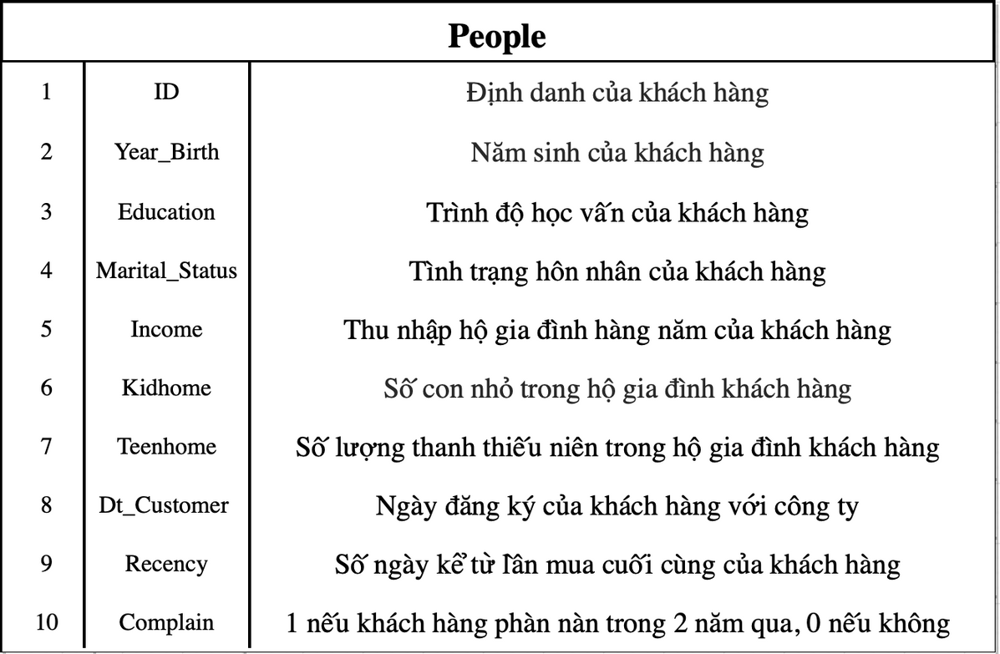 People
1 ID Định danh của khách hàng
2 Year_Birth Năm sinh của khách hàng
3 Education Trình độ học vấn của khách hàng
4 Marital_Status Tình trạng hôn nhân của khách hàng
5 Income Thu nhập hộ gia đình hàng năm của khách hàng
6 Kidhome Số con nhỏ trong hộ gia đình khách hàng
7 Teenhome Số lượng thanh thiếu niên trong hộ gia đình khách hàng
8 Dt_Customer Ngày đăng ký của khách hàng với công ty
9 Recency Số ngày kể từ lần mua cuối cùng của khách hàng
10 Complain 1 nếu khách hàng phàn nàn trong 2 năm qua, 0 nếu không